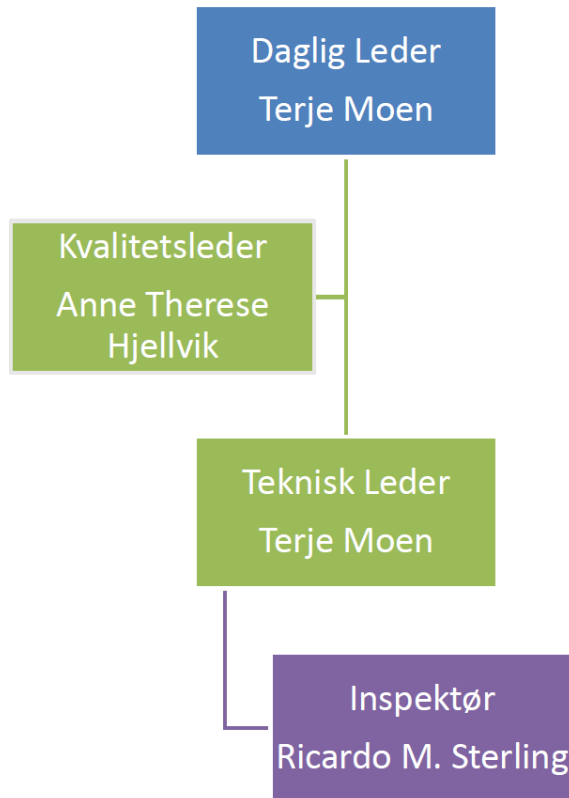 Daglig Leder
Terje Moen
Kvalitetsleder
Anne Therese
Hjellvik
Teknisk Leder
Terje Moen
Inspektør
Ricardo M. Sterling